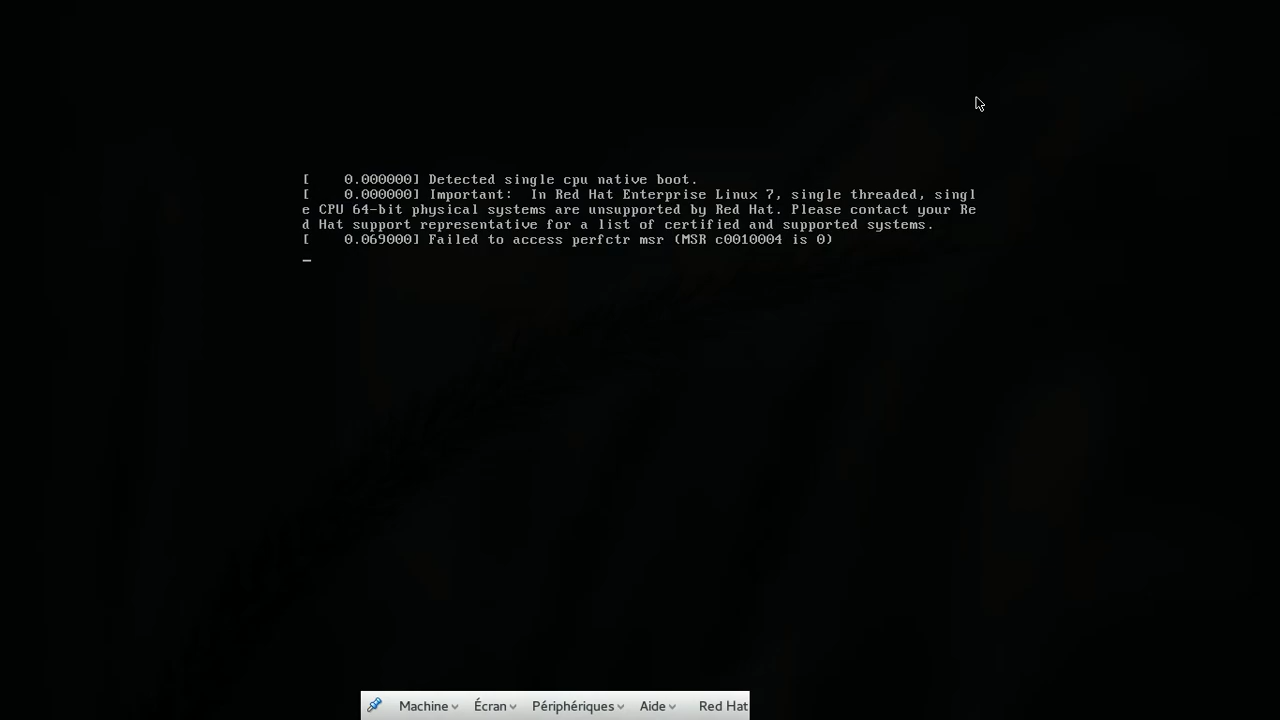 [    0.000000] Detected single cpu native boot.
[    0.000000] Important:  In Red Hat Enterprise Linux 7, single threaded, singl
e CPU 64-bit physical systems are unsupported by Red Hat. Please contact your Re
d Hat support representative for a list of certified and supported systems.
[    0.069000] Failed to access perfctr msr (MSR c0010004 is 0)
_
Machine Écran Périphériques Aide Red Hat